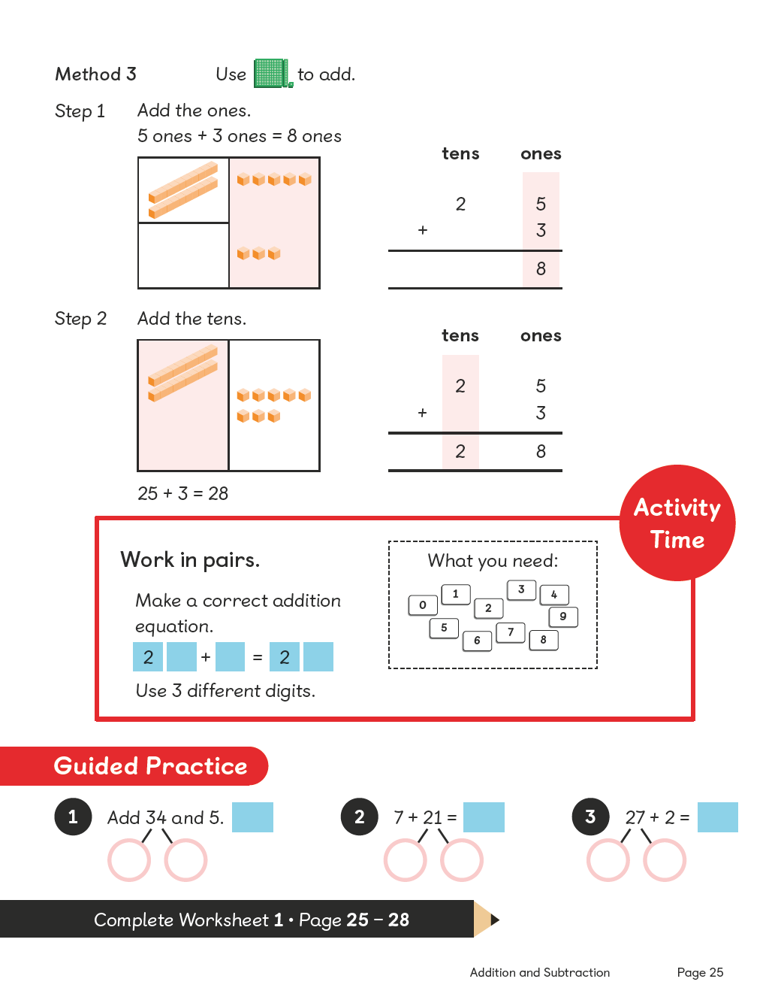 Method 3
Use to add.
Step 1
Add the ones.
5 ones + 3 ones = 8 ones
tens ones
2 5
+ 3
8
Step 2
Add the tens.
tens ones
2 5
+ 3
2 8
25 + 3 = 28
Activity
Time
Work in pairs.
Make a correct addition
equation.
2 + = 2
Use 3 different digits.
What you need:
0 1 2 3 4
5 6 7 8 9
Guided Practice
1 Add 34 and 5.
2 7 + 21 =
3 27 + 2 =
Complete Worksheet 1 • Page 25 – 28
Addition and Subtraction Page 25